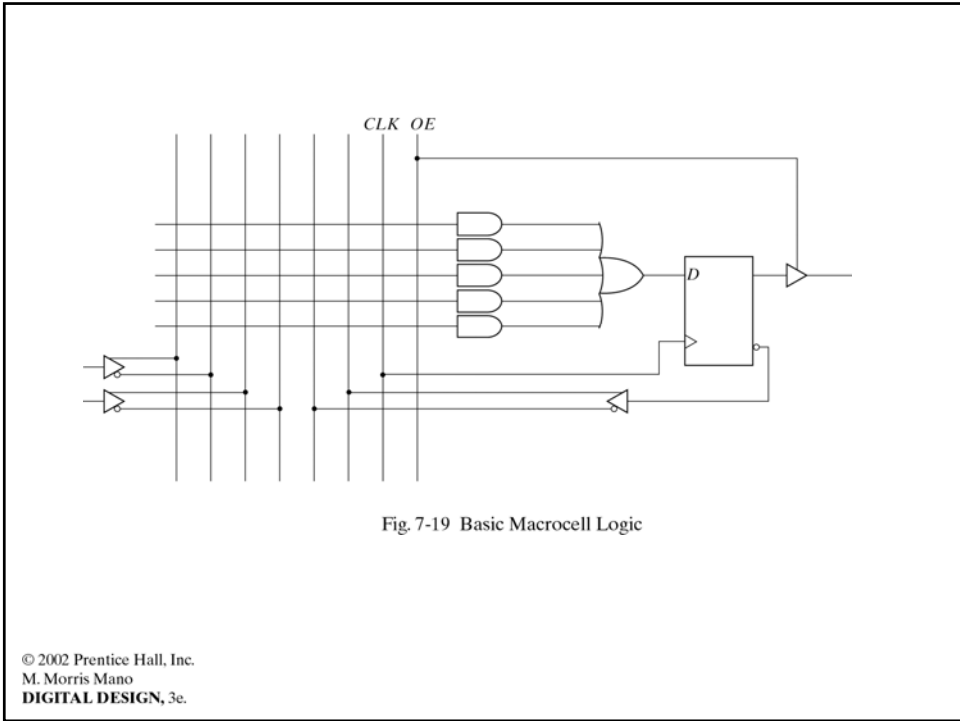 CLK OE
D
Fig. 7-19 Basic Macrocell Logic
© 2002 Prentice Hall, Inc.
M. Morris Mano
DIGITAL DESIGN, 3e.